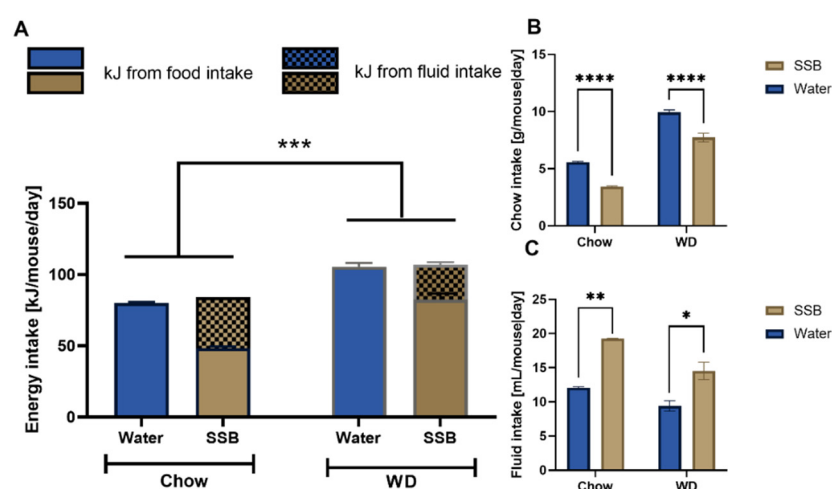 A
kJ from food intake
kJ from fluid intake
Energy intake [kJ/mouse/day]
150
100
50
0
***
Water
SSB
Water
SSB
Chow
WD
B
Chow intake [g/mouse|day]
15
10
5
0
****
****
Chow
WD
SSB
Water
C
Fluid intake [mL/mouse|day]
25
20
15
10
5
0
**
*
Chow
WD
SSB
Water